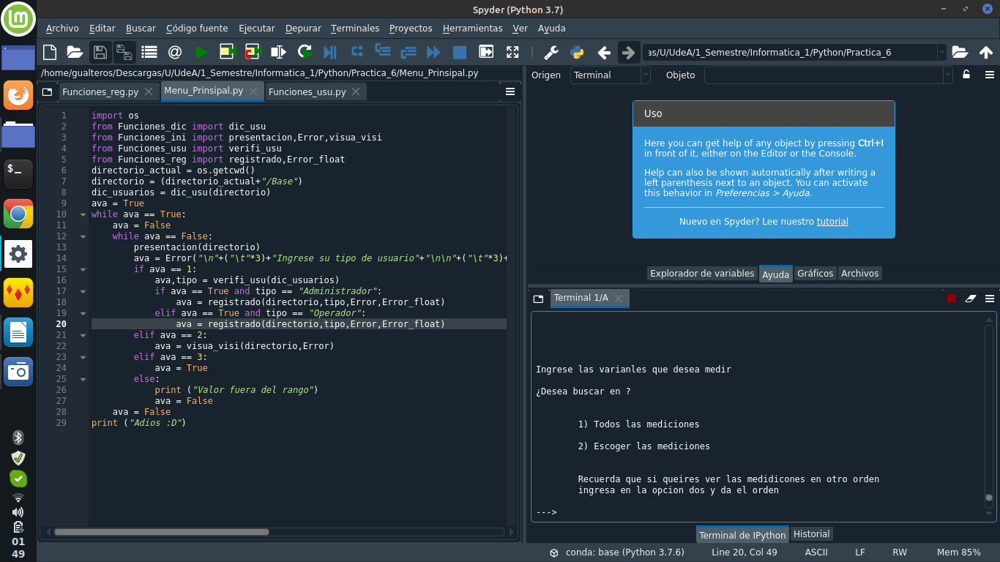 Spyder (Python 3.7)
Archivo Editar Buscar Código fuente Ejecutar Depurar Terminales Proyectos Herramientas Ver Ayuda
as/U/UdeA/1_Semestre/Informatica_1/Python/Practica_6
/home/gualteros/Descargas/U/UdeA/1_Semestre/Informatica_1/Python/Practica_6/Menu_Prinsipal.py
Funciones_reg.py Menu_Prinsipal.py Funciones_usu.py
1 import os
2 from Funciones_dic import dic_usu
3 from Funciones_ini import presentacion,Error,visua_visi
4 from Funciones_usu import verifi_usu
5 from Funciones_reg import registrado,Error_float
6 directorio_actual = os.getcwd()
7 directorio = (directorio_actual+"/Base")
8 dic_usuarios = dic_usu(directorio)
9 ava = True
10 while ava == True:
11 ava = False
12 while ava == False:
13 presentacion(directorio)
14 ava = Error("\n"+("\t"*3)+"Ingrese su tipo de usuario"+"\n\n"+("\t"*3)+
15 if ava == 1:
16 ava,tipo = verifi_usu(dic_usuarios)
17 if ava == True and tipo == "Administrador":
18 ava = registrado(directorio,tipo,Error,Error_float)
19 elif ava == True and tipo == "Operador":
20 ava = registrado(directorio,tipo,Error,Error_float)
21 elif ava == 2:
22 ava = visua_visi(directorio,Error)
23 elif ava == 3:
24 ava = True
25 else:
26 print ("Valor fuera del rango")
27 ava = False
28 ava = False
29 print ("Adios :D")
Origen Terminal Objeto
Uso
Here you can get help of any object by pressing Ctrl+I
in front of it, either on the Editor or the Console.
Help can also be shown automatically after writing a
left parenthesis next to an object. You can activate
this behavior in Preferencias > Ayuda.
Nuevo en Spyder? Lee nuestro tutorial
Explorador de variables Ayuda Gráficos Archivos
Terminal 1/A
Ingrese las varianles que desea medir
¿Desea buscar en ?
1) Todos las mediciones
2) Escoger las mediciones
Recuerda que si queires ver las medidicones en otro orden
ingresa en la opcion dos y da el orden
--->
Terminal de IPython Historial
conda: base (Python 3.7.6) Line 20, Col 49 ASCII LF RW Mem 85%
01
49